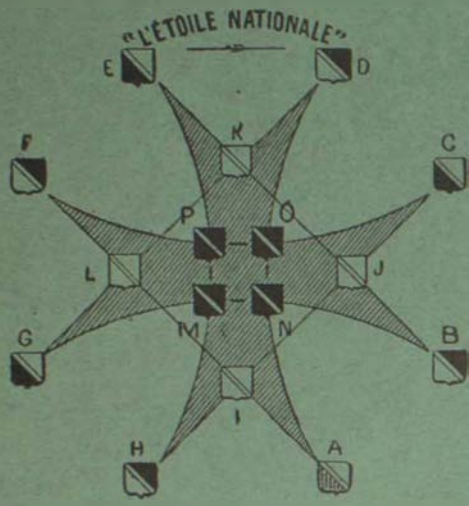 "L'ÉTOILE NATIONALE"
E D
K
F C
P O
L J
M N
G B
I
H A